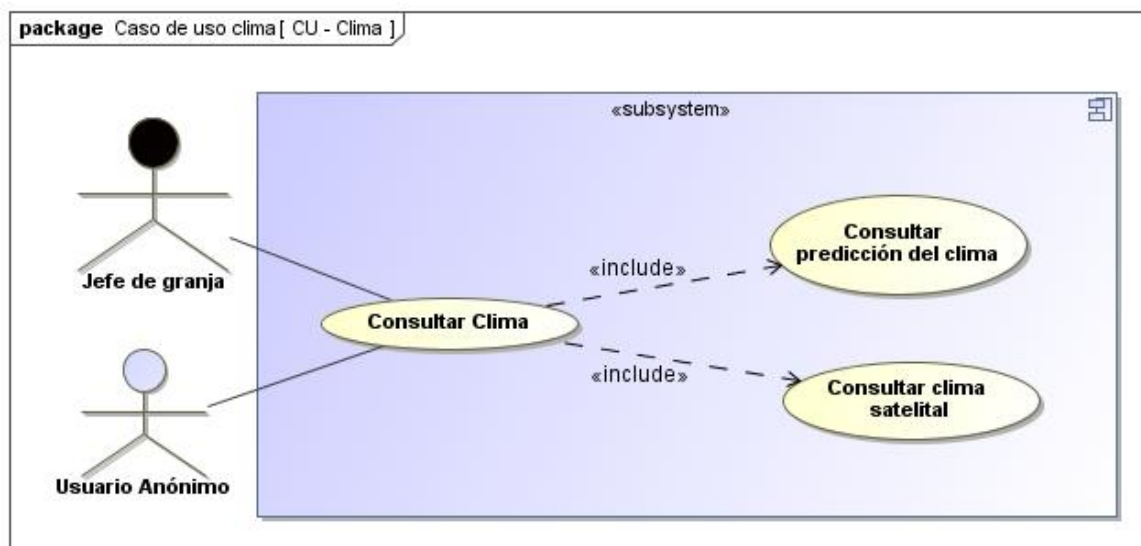 package Caso de uso clima [ CU - Clima ]
«subsystem»
Jefe de granja
Usuario Anónimo
Consultar Clima
«include»
«include»
Consultar
predicción del clima
Consultar clima
satelital